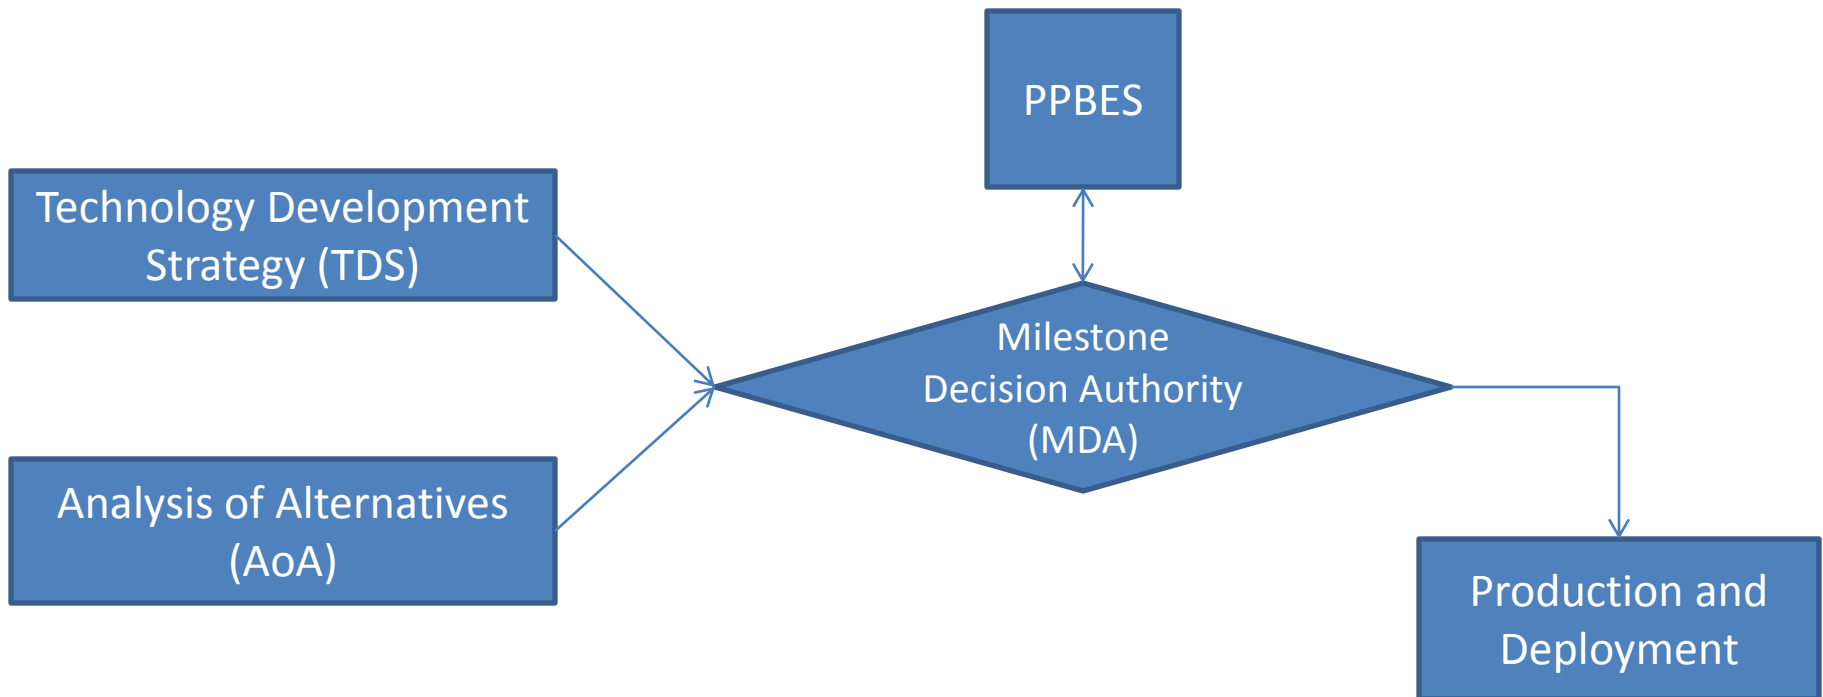 PPBES
Technology Development
Strategy (TDS)
Milestone
Decision Authority
(MDA)
Analysis of Alternatives
(AoA)
Production and
Deployment